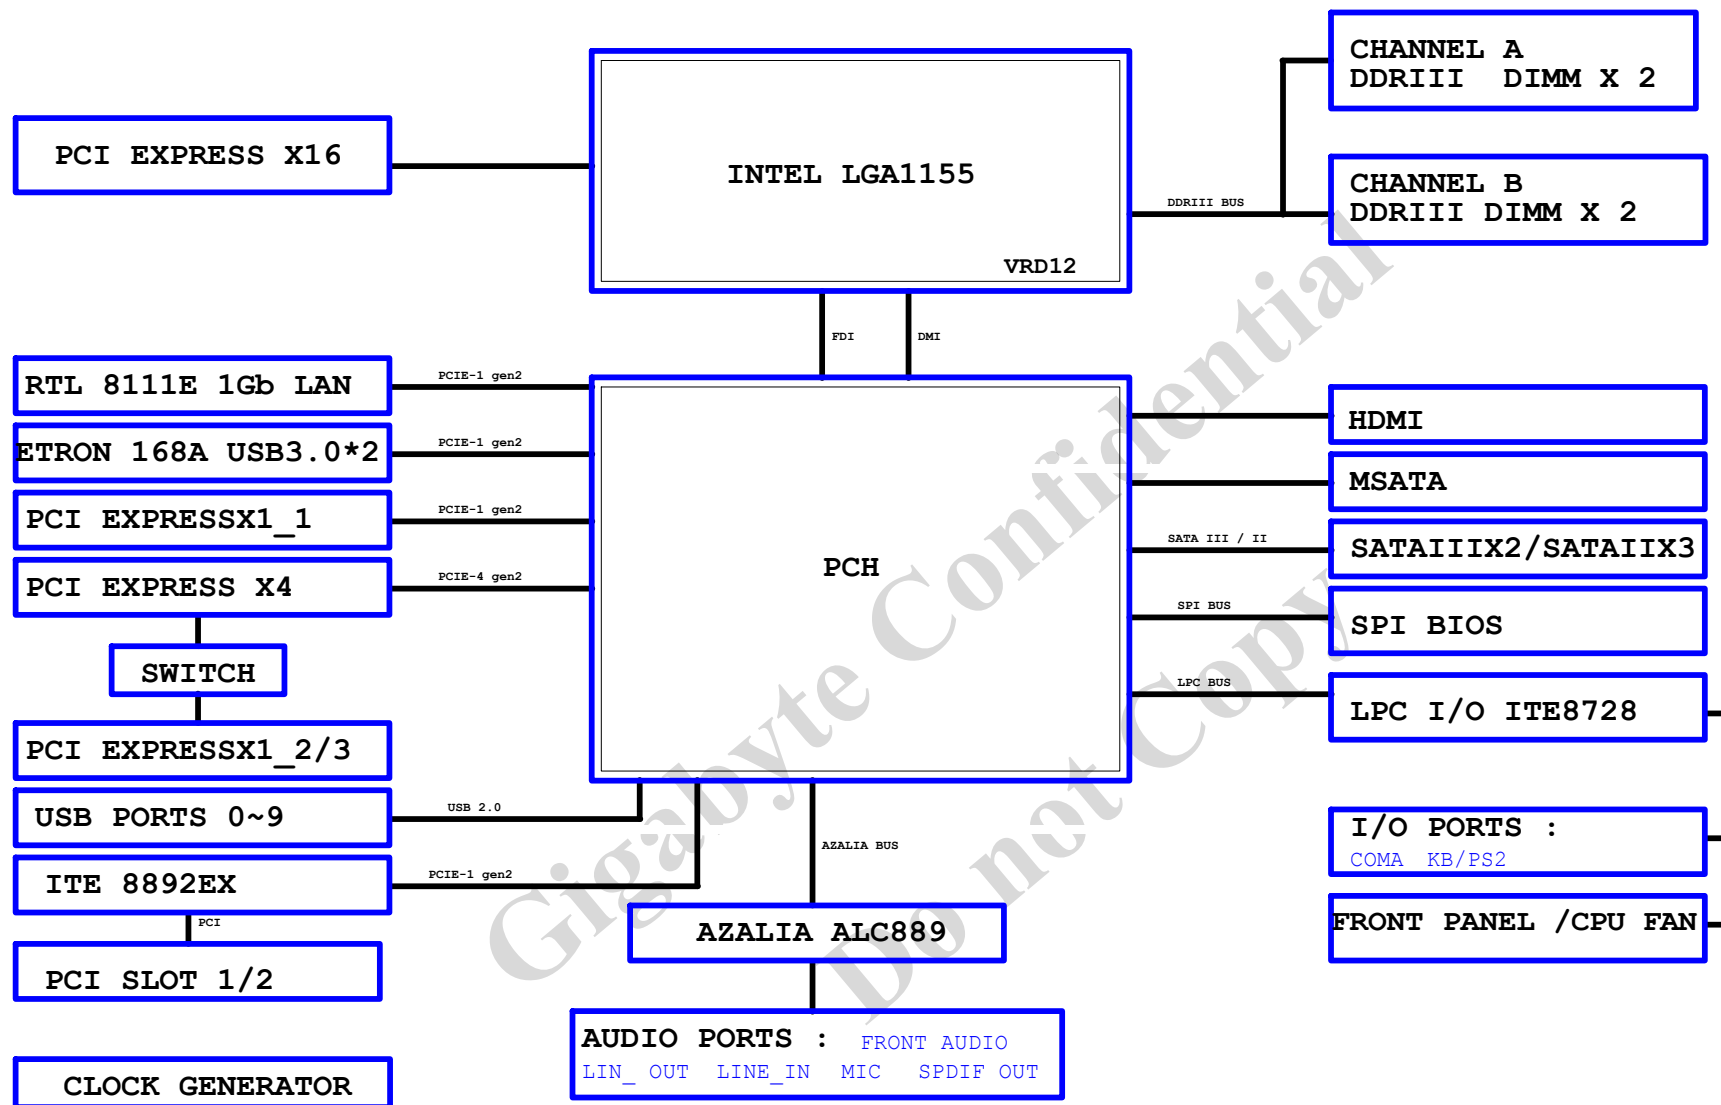 CHANNEL A
DDRIII DIMM X 2
PCI EXPRESS X16
INTEL LGA1155
VRD12
DDRIII BUS
CHANNEL B
DDRIII DIMM X 2
FDI
DMI
RTL 8111E 1Gb LAN
PCIE-1 gen2
ETRON 168A USB3.0*2
PCIE-1 gen2
PCI EXPRESSX1_1
PCIE-1 gen2
PCI EXPRESS X4
PCIE-4 gen2
SWITCH
PCI EXPRESSX1_2/3
USB PORTS 0~9
USB 2.0
ITE 8892EX
PCIE-1 gen2
PCI
PCI SLOT 1/2
CLOCK GENERATOR
PCH
HDMI
MSATA
SATA III / II
SATAIIIX2/SATAIIX3
SPI BUS
SPI BIOS
LPC BUS
LPC I/O ITE8728
I/O PORTS :
COMA KB/PS2
FRONT PANEL /CPU FAN
AZALIA BUS
AZALIA ALC889
AUDIO PORTS : FRONT AUDIO
LIN_ OUT LINE_IN MIC SPDIF OUT
Gigabyte Confidential
Do not Copy